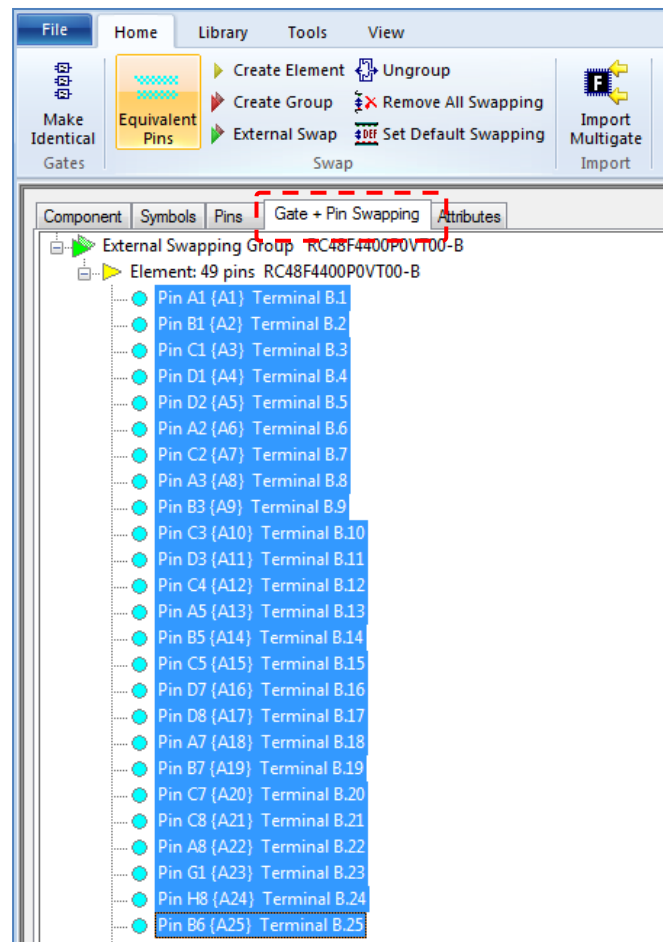 File Home Library Tools View
Make Identical
Equivalent Pins
Create Element
Create Group
External Swap
Ungroup
Remove All Swapping
DEF Set Default Swapping
F
Import Multigate
Gates Swap Import
Component Symbols Pins Gate + Pin Swapping Attributes
External Swapping Group RC48F4400P0VT00-B
Element: 49 pins RC48F4400P0VT00-B
Pin A1 {A1} Terminal B.1
Pin B1 {A2} Terminal B.2
Pin C1 {A3} Terminal B.3
Pin D1 {A4} Terminal B.4
Pin D2 {A5} Terminal B.5
Pin A2 {A6} Terminal B.6
Pin C2 {A7} Terminal B.7
Pin A3 {A8} Terminal B.8
Pin B3 {A9} Terminal B.9
Pin C3 {A10} Terminal B.10
Pin D3 {A11} Terminal B.11
Pin C4 {A12} Terminal B.12
Pin A5 {A13} Terminal B.13
Pin B5 {A14} Terminal B.14
Pin C5 {A15} Terminal B.15
Pin D7 {A16} Terminal B.16
Pin D8 {A17} Terminal B.17
Pin A7 {A18} Terminal B.18
Pin B7 {A19} Terminal B.19
Pin C7 {A20} Terminal B.20
Pin C8 {A21} Terminal B.21
Pin A8 {A22} Terminal B.22
Pin G1 {A23} Terminal B.23
Pin H8 {A24} Terminal B.24
Pin B6 {A25} Terminal B.25